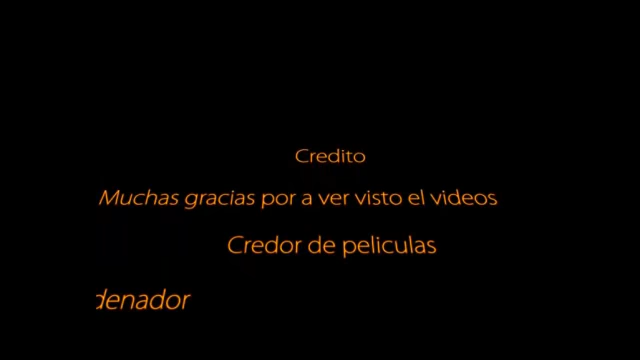 Credito
Muchas gracias por a ver visto el videos
Credor de peliculas
denador